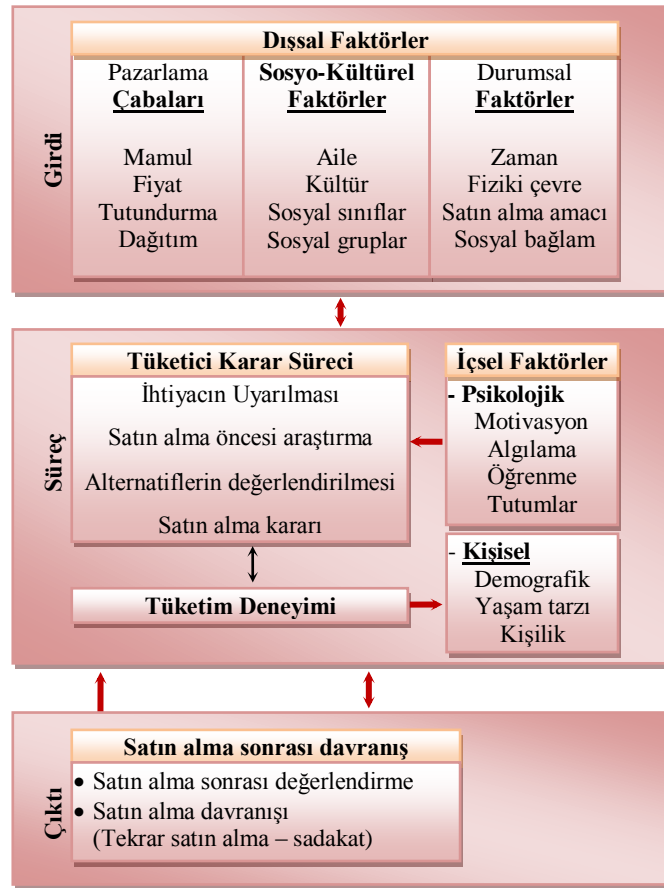 Girdi
Dışsal Faktörler
Pazarlama
Çabaları
Mamul
Fiyat
Tutundurma
Dağıtım
Sosyo-Kültürel
Faktörler
Aile
Kültür
Sosyal sınıflar
Sosyal gruplar
Durumsal
Faktörler
Zaman
Fiziki çevre
Satın alma amacı
Sosyal bağlam
Süreç
Tüketici Karar Süreci
İhtiyacın Uyarılması
Satın alma öncesi araştırma
Alternatiflerin değerlendirilmesi
Satın alma kararı
Tüketim Deneyimi
İçsel Faktörler
- Psikolojik
Motivasyon
Algılama
Öğrenme
Tutumlar
- Kişisel
Demografik
Yaşam tarzı
Kişilik
Çıktı
Satın alma sonrası davranış
• Satın alma sonrası değerlendirme
• Satın alma davranışı
(Tekrar satın alma – sadakat)